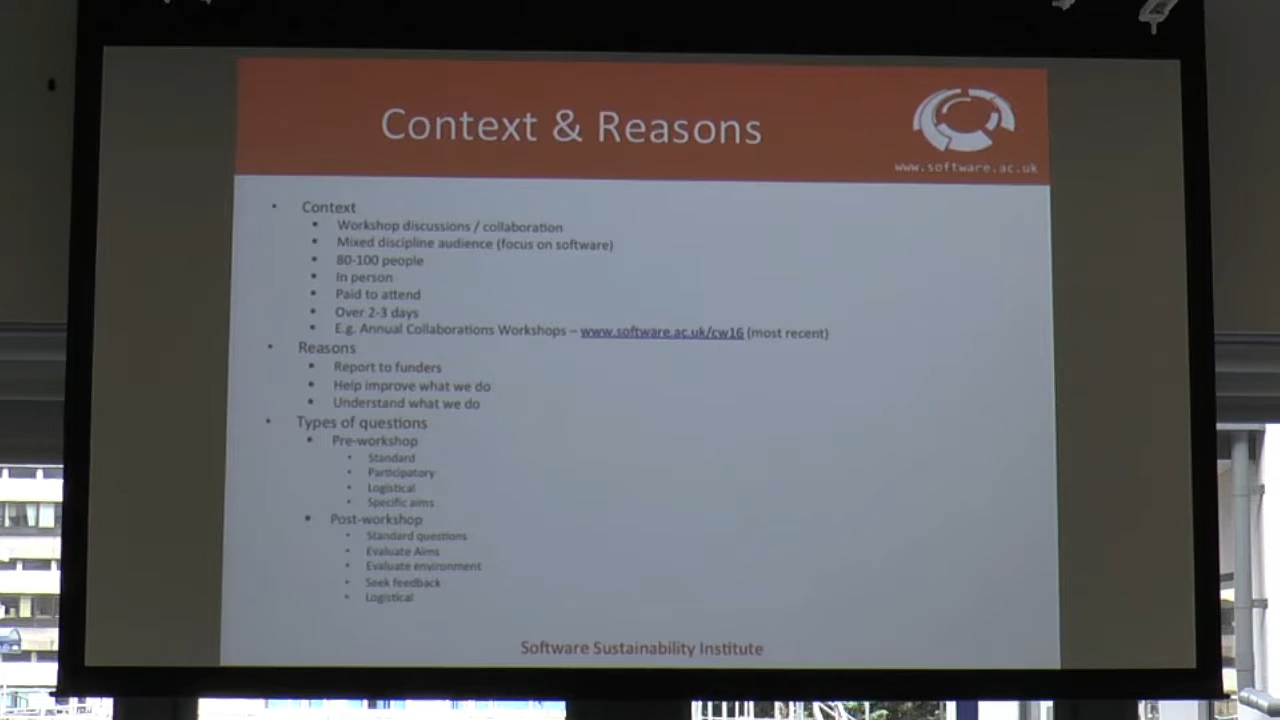 Context & Reasons
www.software.ac.uk
• Context
▪ Workshop discussions / collaboration
▪ Mixed discipline audience (focus on software)
▪ 80-100 people
▪ In person
▪ Paid to attend
▪ Over 2-3 days
▪ E.g. Annual Collaborations Workshops – www.software.ac.uk/cw16 (most recent)
• Reasons
▪ Report to funders
▪ Help improve what we do
▪ Understand what we do
• Types of questions
▪ Pre-workshop
• Standard
• Participatory
• Logistical
• Specific aims
▪ Post-workshop
• Standard questions
• Evaluate Aims
• Evaluate environment
• Seek feedback
• Logistical
Software Sustainability Institute